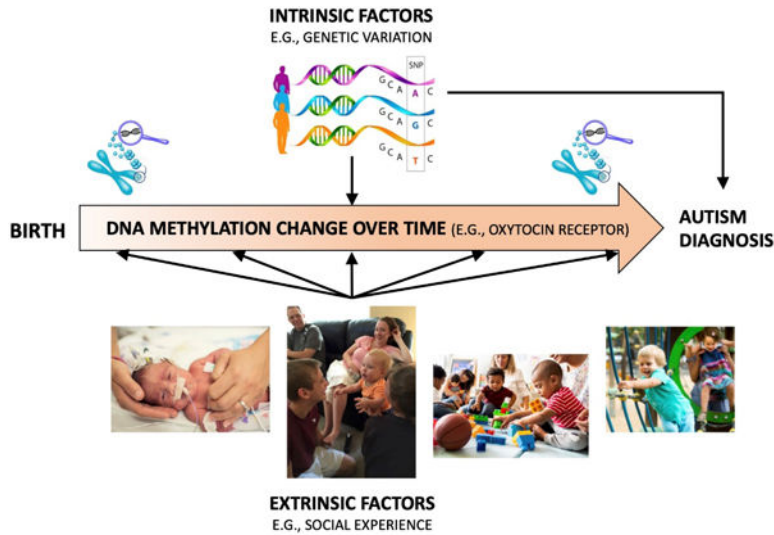 INTRINSIC FACTORS
E.G., GENETIC VARIATION
SNP
G C A A C
G C A G C
G C A T C
BIRTH
DNA METHYLATION CHANGE OVER TIME (E.G., OXYTOCIN RECEPTOR)
AUTISM
DIAGNOSIS
EXTRINSIC FACTORS
E.G., SOCIAL EXPERIENCE